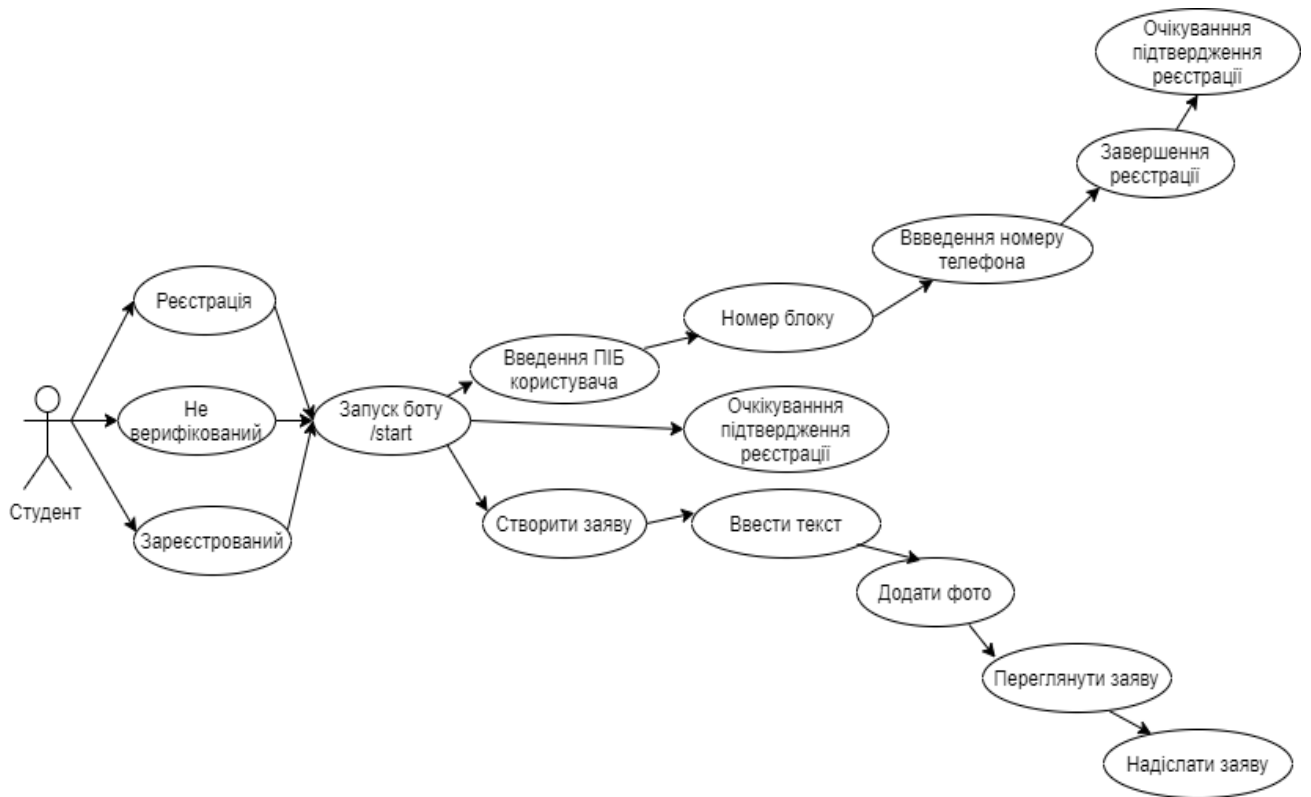 Очікуванння
підтвердження
реєстрації
Завершення
реєстрації
Ввведення номеру
телефона
Номер блоку
Введення ПІБ
користувача
Реєстрація
Не
верифікований
Зареєстрований
Студент
Запуск боту
/start
Очкікуванння
підтвердження
реєстрації
Створити заяву
Ввести текст
Додати фото
Переглянути заяву
Надіслати заяву